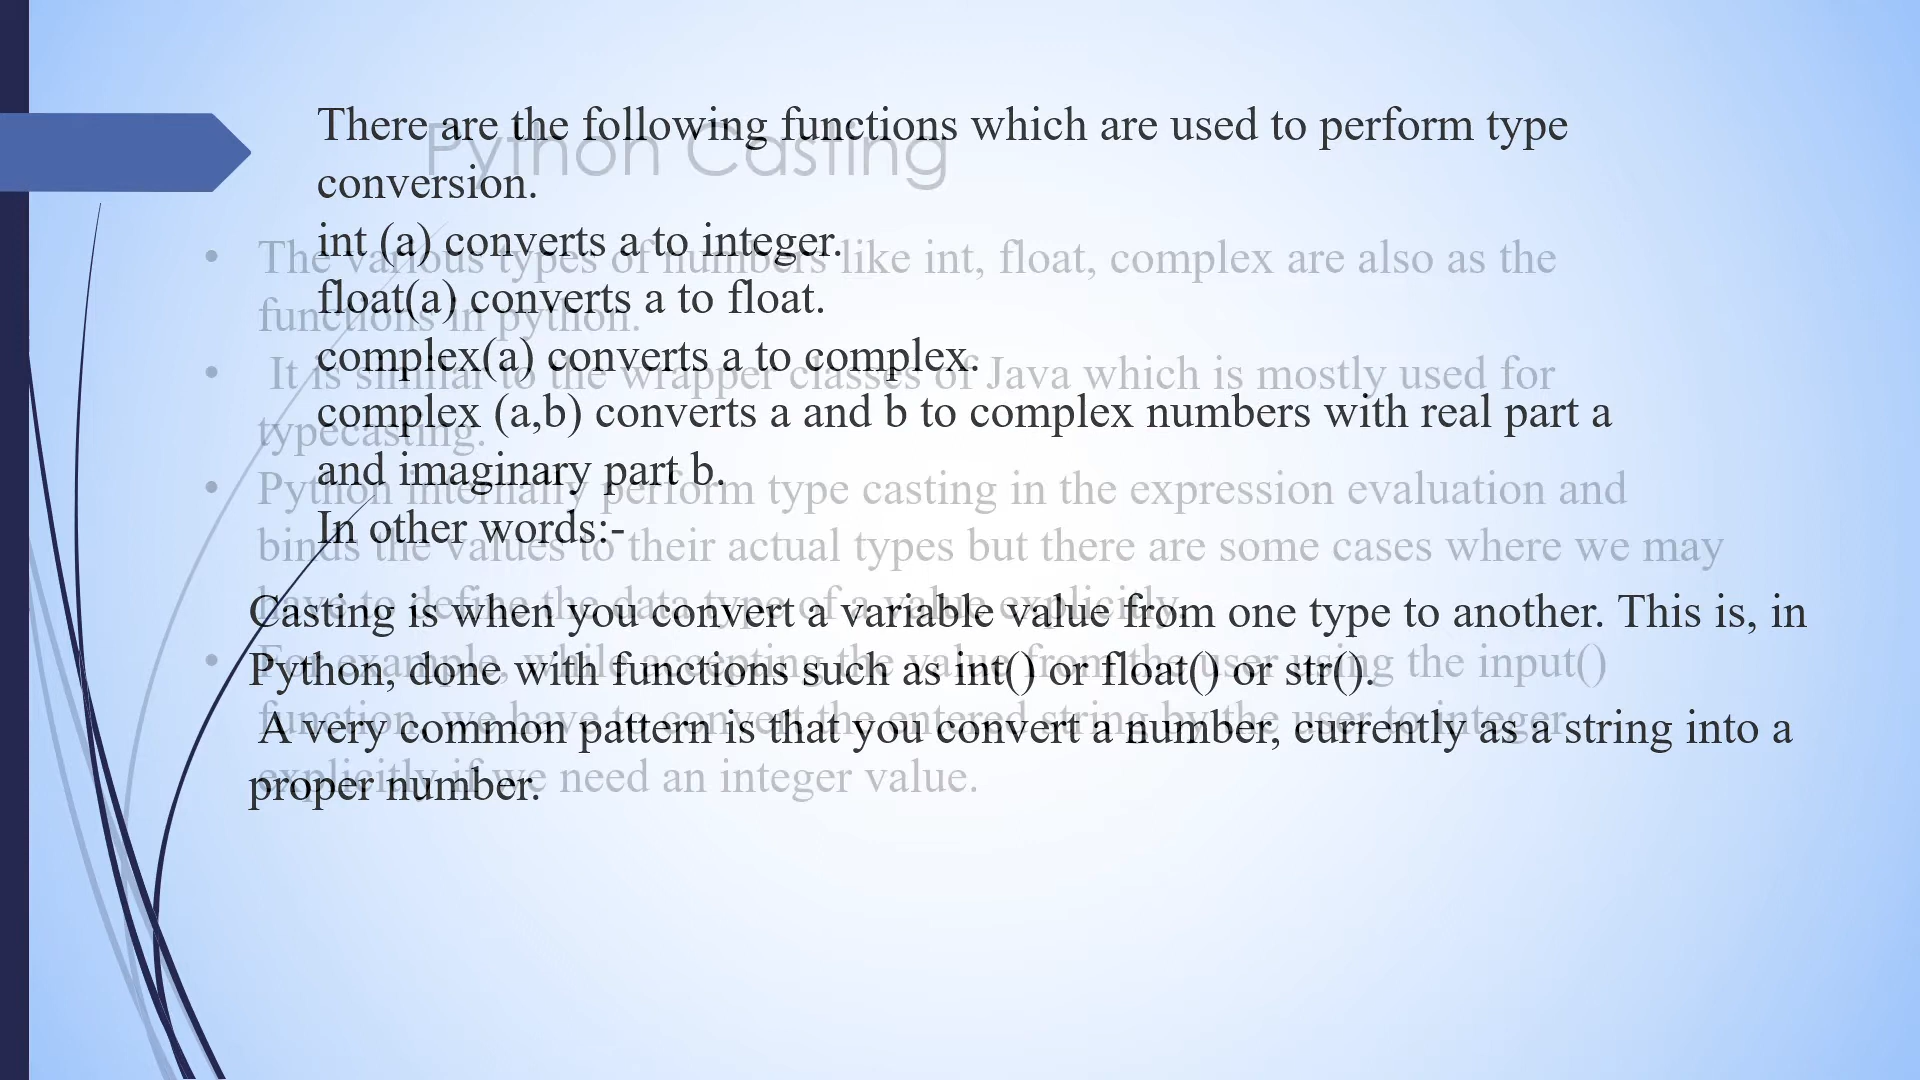 There are the following functions which are used to perform type
conversion.
int (a) converts a to integer.
float(a) converts a to float.
complex(a) converts a to complex.
complex (a,b) converts a and b to complex numbers with real part a
and imaginary part b.
In other words:-
Casting is when you convert a variable value from one type to another. This is, in
Python, done with functions such as int() or float() or str().
A very common pattern is that you convert a number, currently as a string into a
proper number.
Python Casting
• The various types of numbers like int, float, complex are also as the
functions in python.
• It is similar to the wrapper classes of Java which is mostly used for
typecasting.
• Python internally perform type casting in the expression evaluation and
binds the values to their actual types but there are some cases where we may
have to define the data type of a value explicitly.
• For example, while accepting the value from the user using the input()
function, we have to convert the entered string by the user to integer
explicitly if we need an integer value.